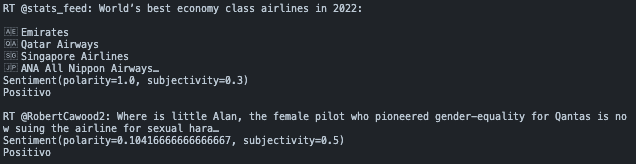 RT @stats_feed: World’s best economy class airlines in 2022:
🇦🇪 Emirates
🇶🇦 Qatar Airways
🇸🇬 Singapore Airlines
🇯🇵 ANA All Nippon Airways…
Sentiment(polarity=1.0, subjectivity=0.3)
Positivo
RT @RobertCawood2: Where is little Alan, the female pilot who pioneered gender-equality for Qantas is no
w suing the airline for sexual hara…
Sentiment(polarity=0.10416666666666667, subjectivity=0.5)
Positivo